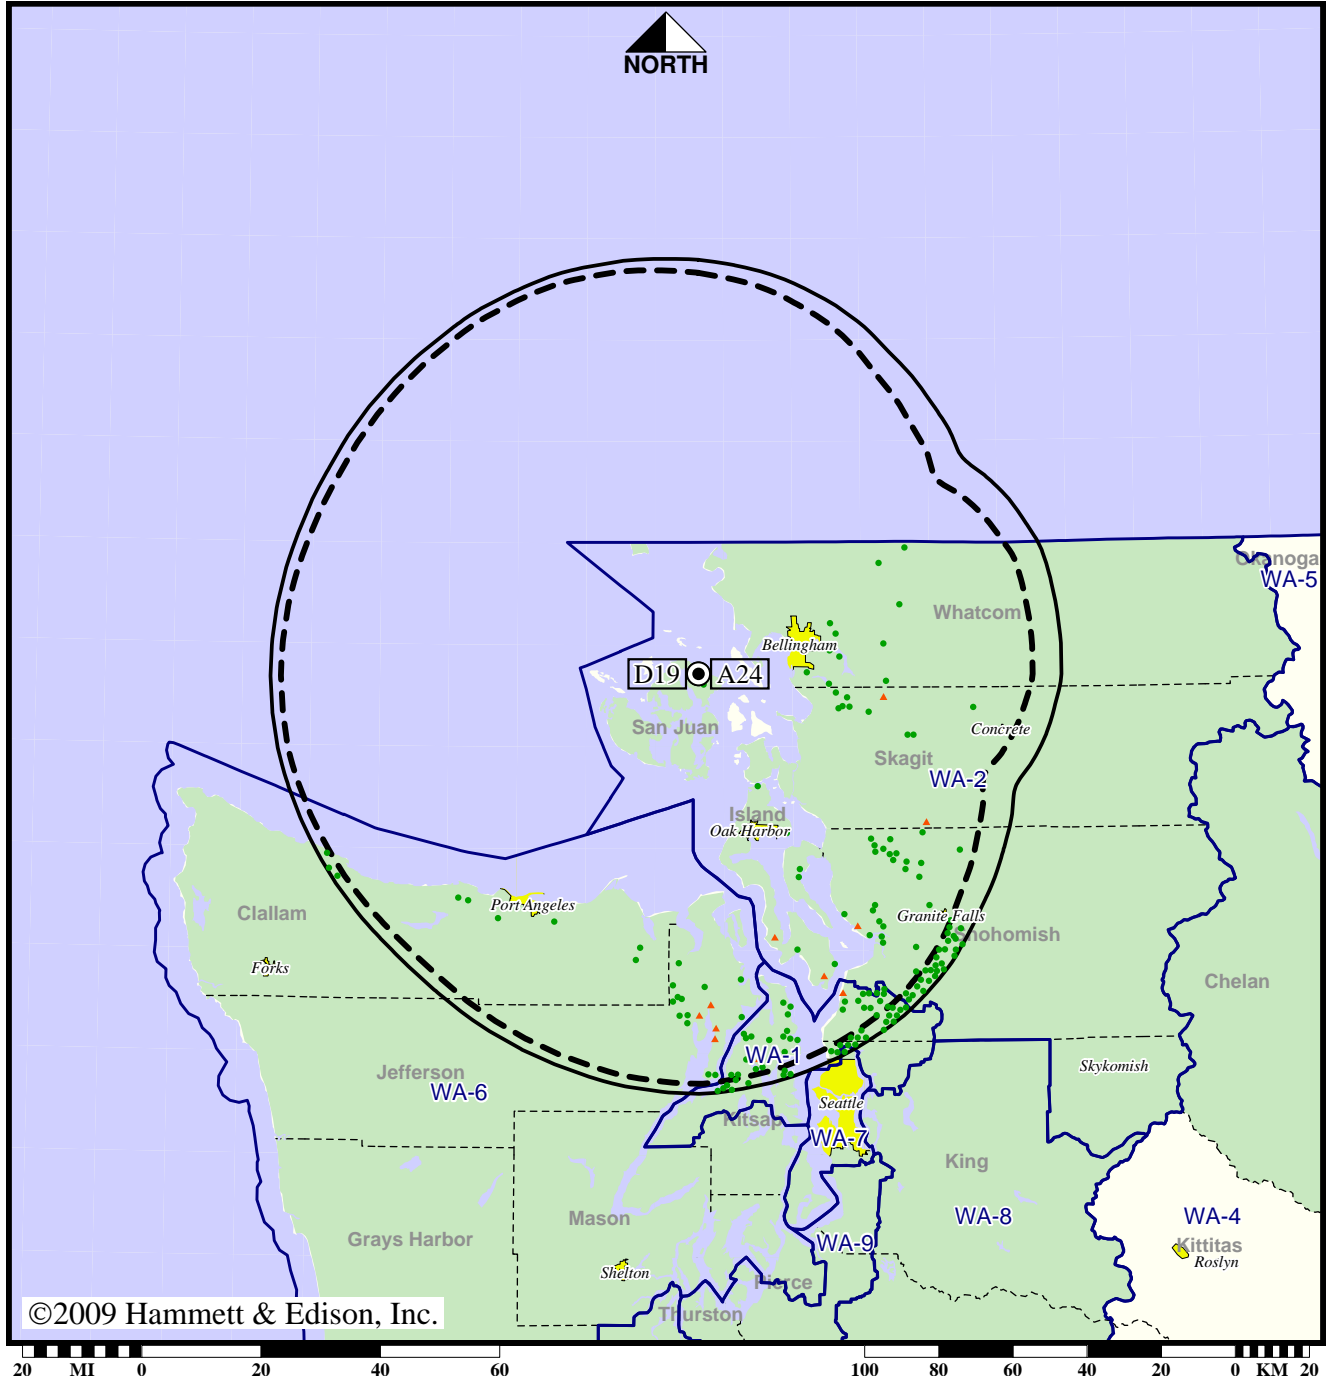 NORTH
Okanoga
WA-5
Whatcom
Bellingham
D19 A24
San Juan
Concrete
Skagit
WA-2
Island
Oak Harbor
Port Angeles
Clallam
Granite Falls
Snohomish
Forks
Chelan
WA-1
Jefferson
WA-6
Skykomish
Seattle
Kitsap
WA-7
King
Mason
WA-8
WA-4
Grays Harbor
WA-9
Kittitas
Roslyn
Shelton
Pierce
Thurston
©2009 Hammett & Edison, Inc.
20 MI 0 20 40 60 100 80 60 40 20 0 KM 20